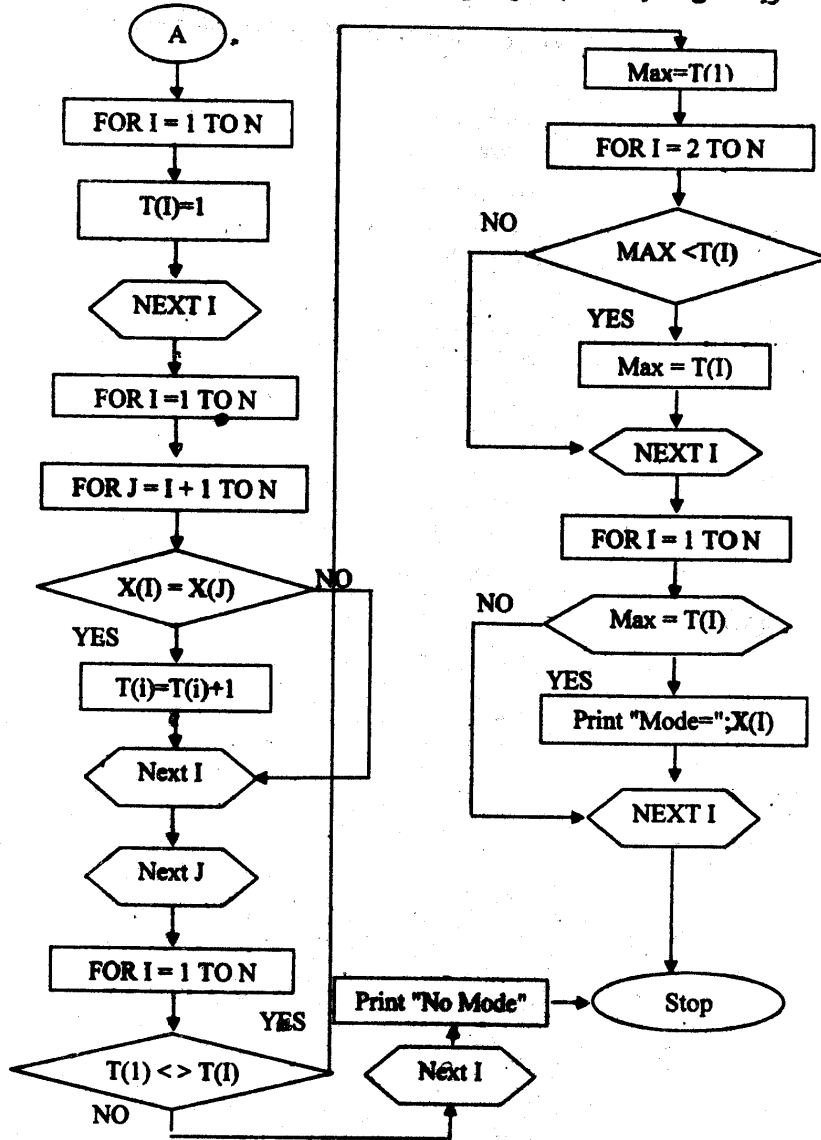 A
FOR I = 1 TO N
T(I)=1
NEXT I
FOR I =1 TO N
FOR J = I + 1 TO N
X(I) = X(J)
NO
YES
T(i)=T(i)+1
Next I
Next J
FOR I = 1 TO N
YES
T(1) < > T(I)
NO
Next I
Print "No Mode"
Max=T(1)
FOR I = 2 TO N
NO
MAX <T(I)
YES
Max = T(I)
NEXT I
FOR I = 1 TO N
NO
Max = T(I)
YES
Print "Mode=";X(I)
NEXT I
Stop